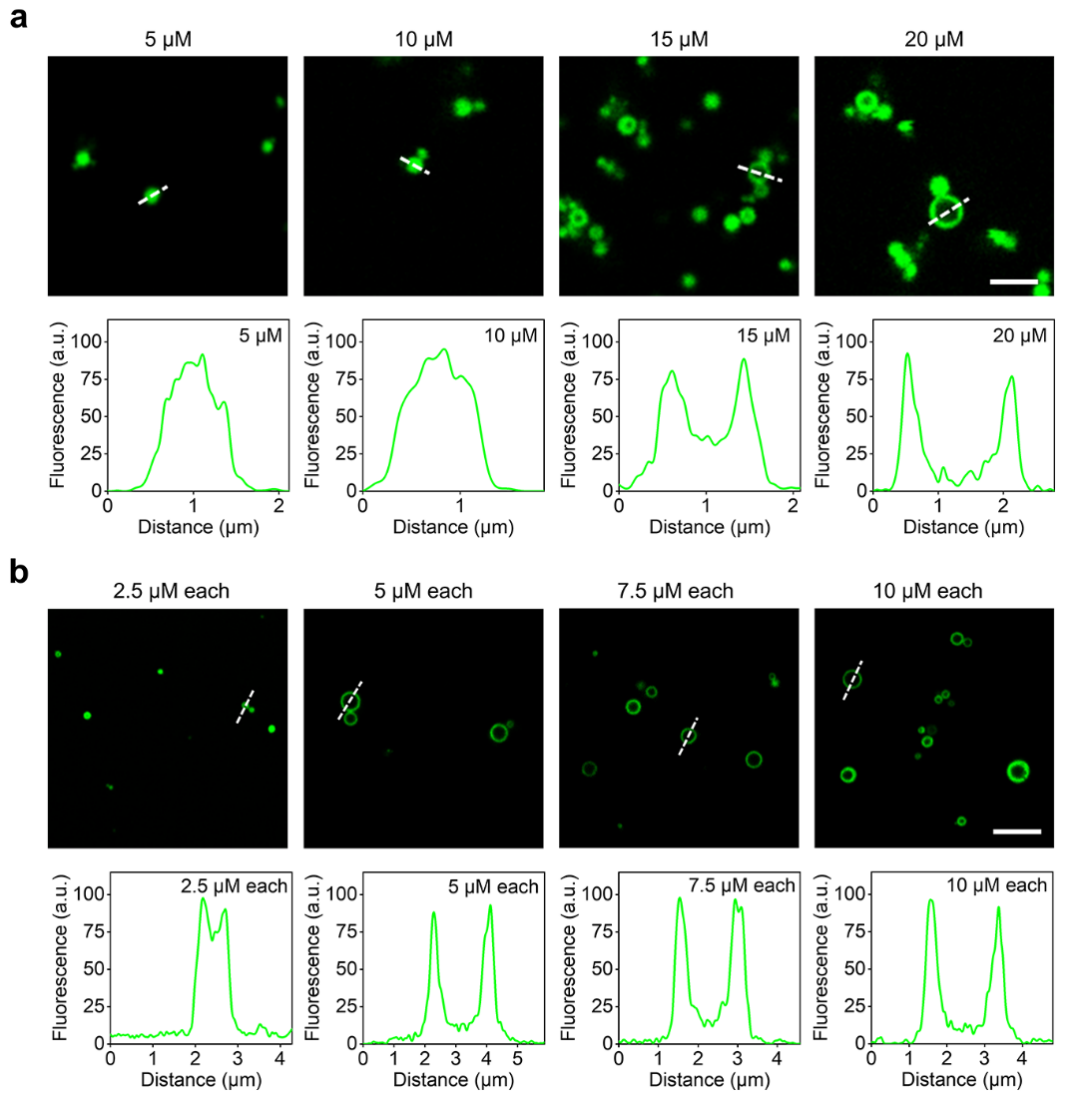 a
5 µM 10 µM 15 µM 20 µM
Fluorescence (a.u.) 100 75 50 25 0 5 µM 0 1 2 Distance (µm)
Fluorescence (a.u.) 100 75 50 25 0 10 µM 0 1 Distance (µm)
Fluorescence (a.u.) 100 75 50 25 0 15 µM 0 1 2 Distance (µm)
Fluorescence (a.u.) 100 75 50 25 0 20 µM 0 1 2 Distance (µm)
b
2.5 µM each 5 µM each 7.5 µM each 10 µM each
Fluorescence (a.u.) 100 75 50 25 0 2.5 µM each 0 1 2 3 4 Distance (µm)
Fluorescence (a.u.) 100 75 50 25 0 5 µM each 0 1 2 3 4 5 Distance (µm)
Fluorescence (a.u.) 100 75 50 25 0 7.5 µM each 0 1 2 3 4 Distance (µm)
Fluorescence (a.u.) 100 75 50 25 0 10 µM each 0 1 2 3 4 Distance (µm)